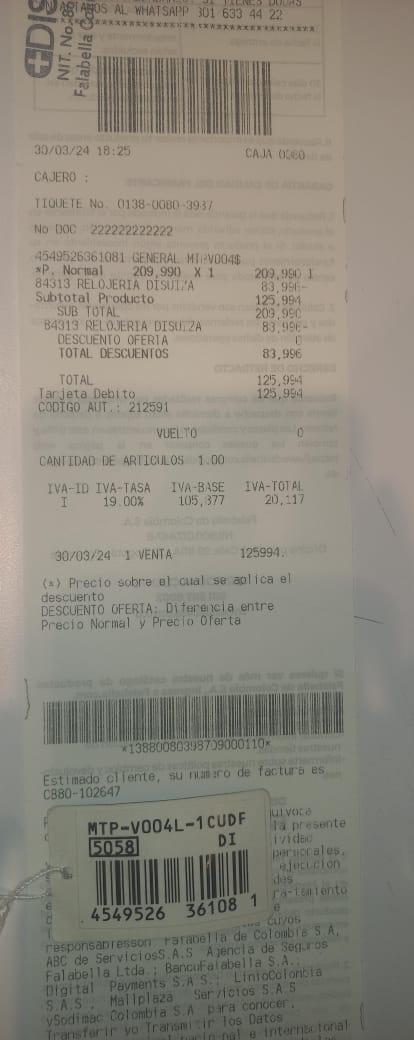 AL WHATSAPP 301 633 44 22
+DIS
NIT. No.
Falabella
30/03/24 18:25 CAJA 0080
CAJERO :
TIQUETE No. 0138-0080-3987
No DOC 222222222222
4549526361081 GENERAL MTPV004$
*P. Normal 209,990 X 1 209,990 I
84313 RELOJERIA DISUIZA 83,996-
Subtotal Producto 125,994
SUB TOTAL 209,990
84313 RELOJERIA DISUIZA 83,996-
DESCUENTO OFERTA 0
TOTAL DESCUENTOS 83,996
TOTAL 125,994
Tarjeta Debito 125,994
CODIGO AUT.: 212591
VUELTO 0
CANTIDAD DE ARTICULOS 1.00
IVA-ID IVA-TASA IVA-BASE IVA-TOTAL
I 19.00% 105,877 20,117
30/03/24 1 VENTA 125994.
(*) Precio sobre el cual se aplica el
descuento
DESCUENTO OFERTA: Diferencia entre
Precio Normal y Precio Oferta
*13880080398709000110*
Estimado cliente, su numero de factura es
C880-102647
la presente
personales,
ejecucion
MTP-V004L-1CUDF
5058 DI
4549526 36108 1
responsablesson Falabella de Colombia S.A,
ABC de ServiciosS.A.S Agencia de Seguros
Falabella Ltda.; BancoFalabella S.A.,
Digital Payments S.A.S.; LinioColombia
S.A.S., Mallplaza Servicios S.A.S
ySodimac Colombia S.A para conocer,
Transferir yo Transmitir los Datos
internacional